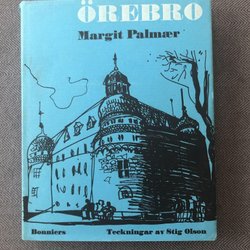 ÖREBRO
Margit Palmær
Bonniers Teckningar av Stig Olson